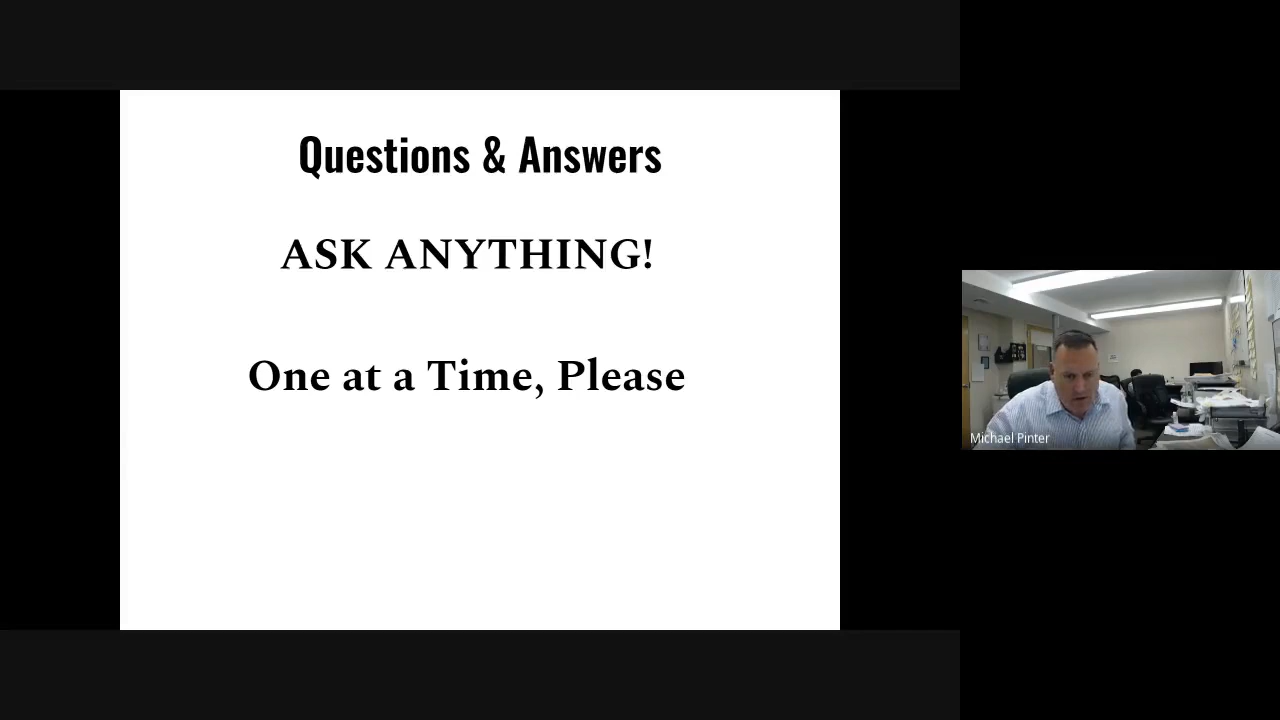 Questions & Answers
ASK ANYTHING!
One at a Time, Please
Michael Pinter